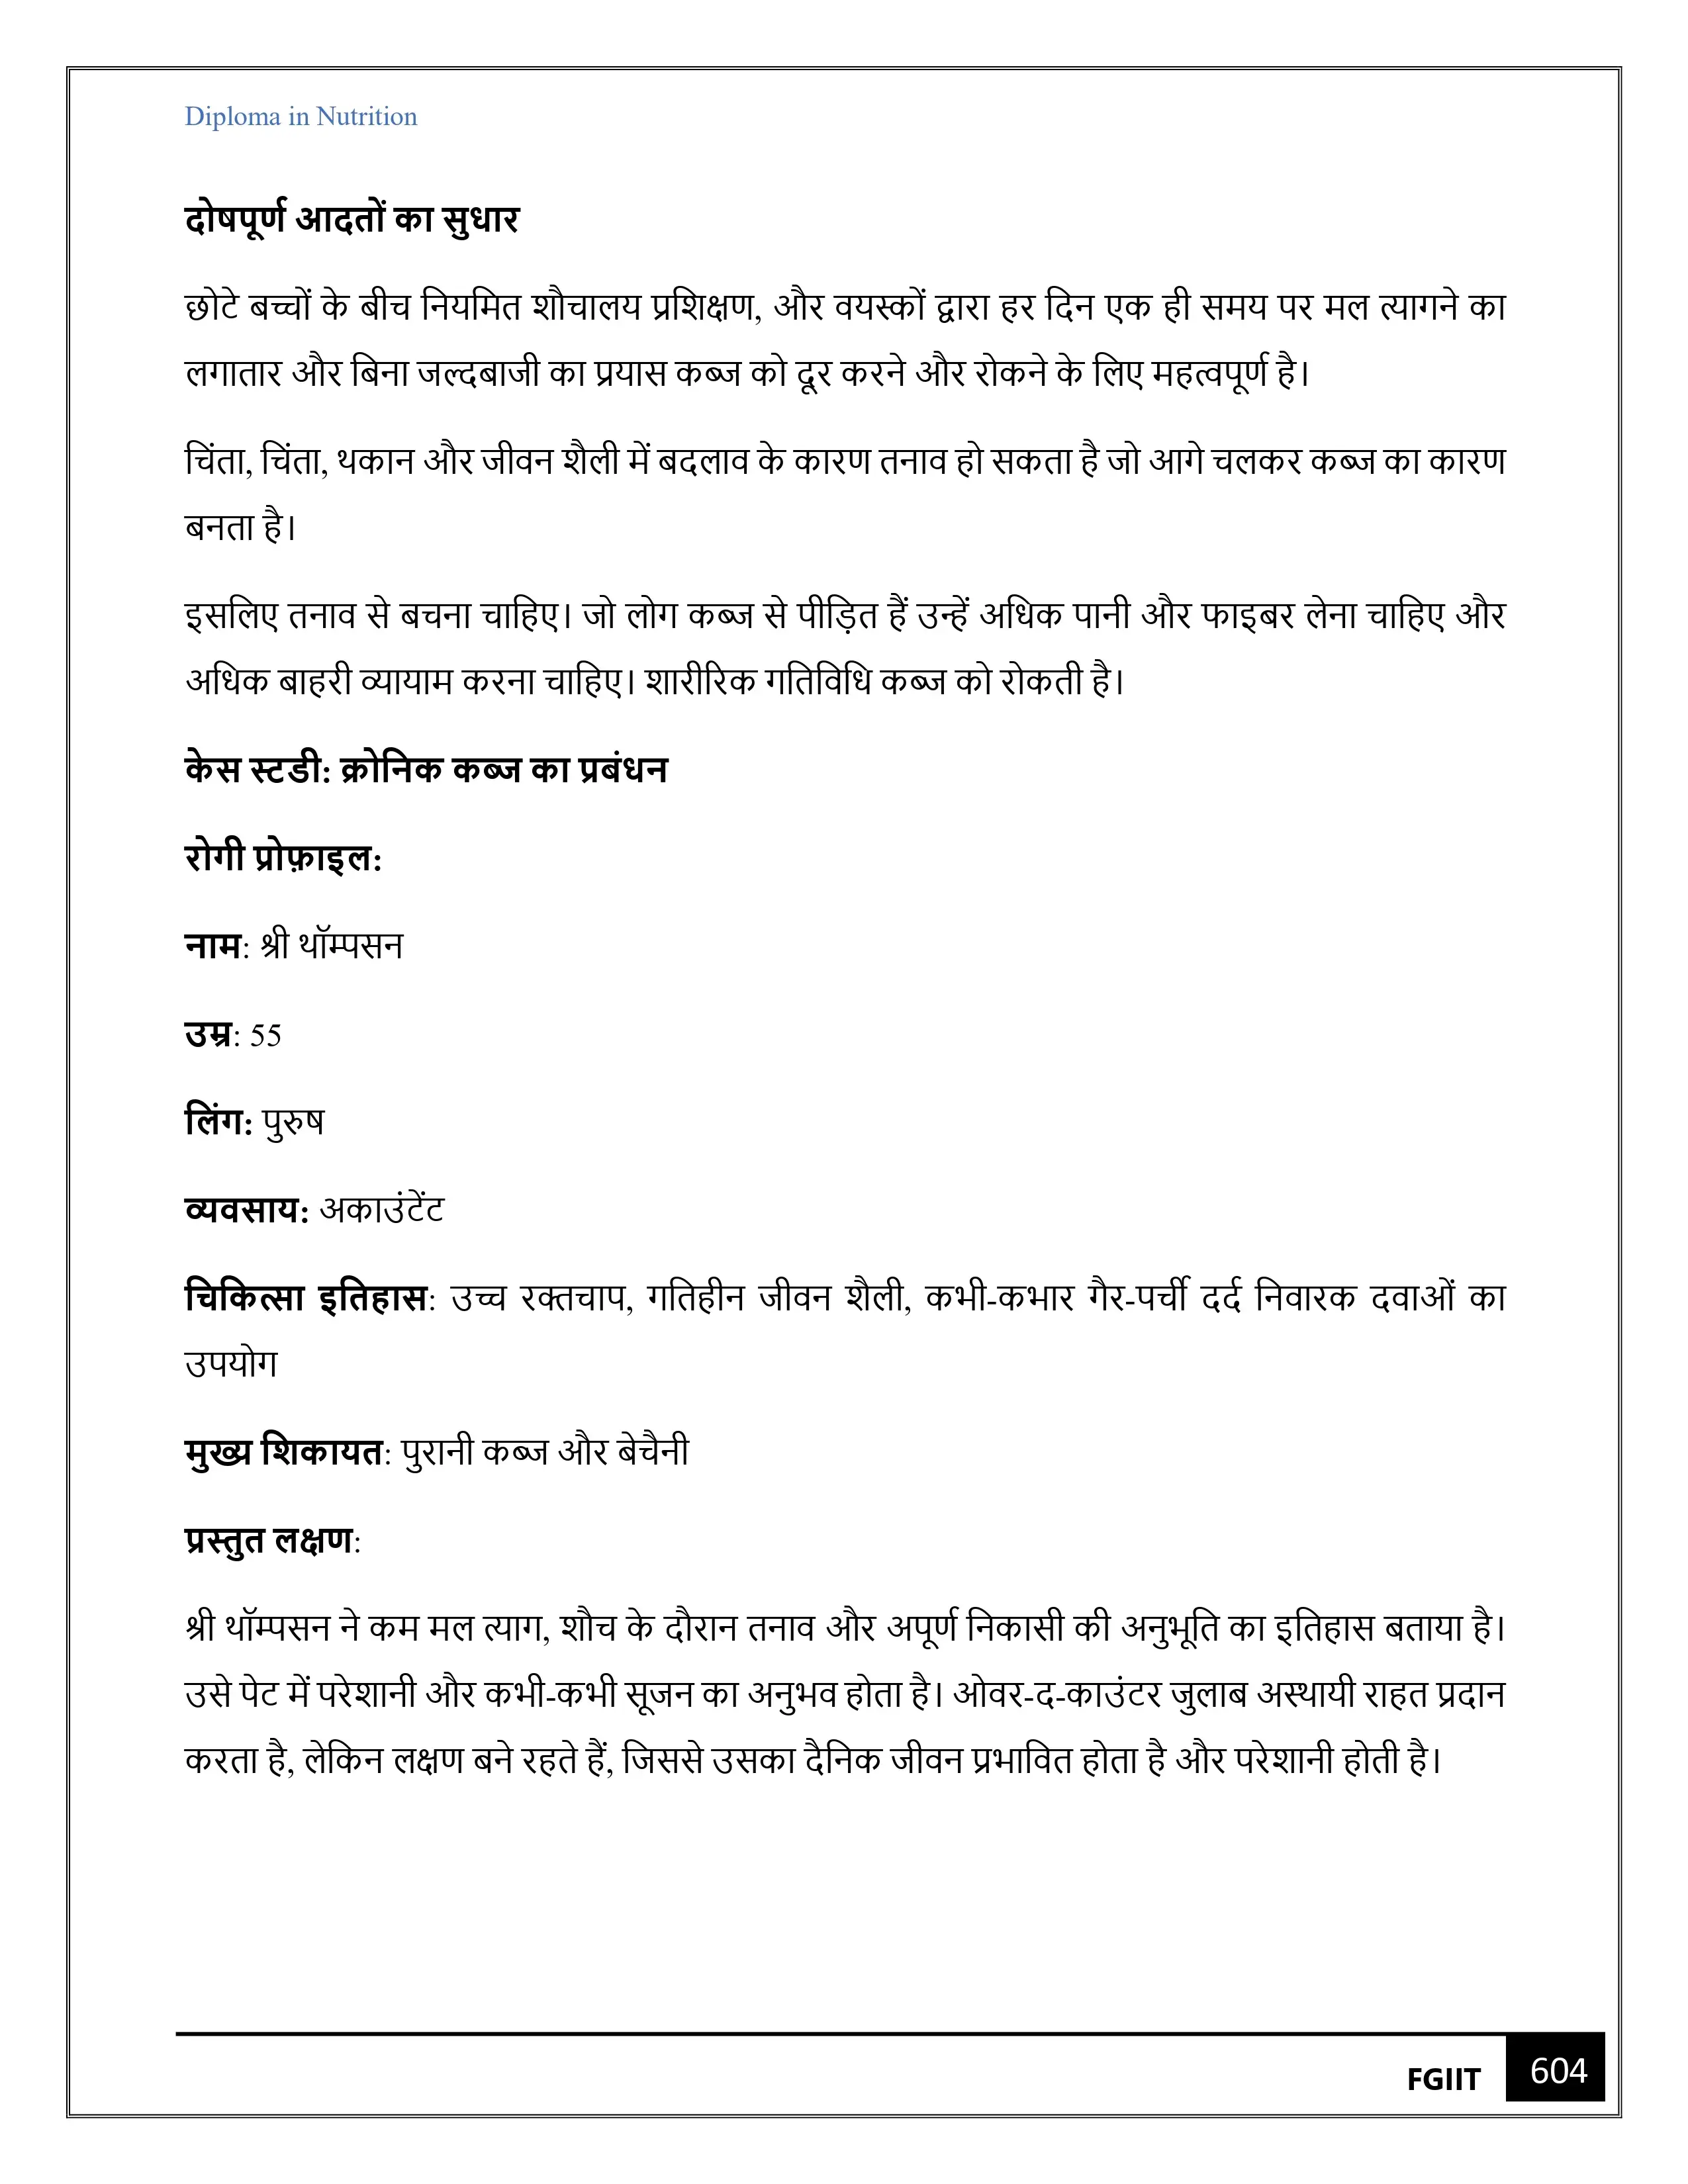 Diploma in Nutrition
दोषपूर्ण आदतों का सुधार
छोटे बच्चों के बीच नियमित शौचालय प्रशिक्षण, और वयस्कों द्वारा हर दिन एक ही समय पर मल त्यागने का
लगातार और बिना जल्दबाजी का प्रयास कब्ज को दूर करने और रोकने के लिए महत्वपूर्ण है।
चिंता, चिंता, थकान और जीवन शैली में बदलाव के कारण तनाव हो सकता है जो आगे चलकर कब्ज का कारण
बनता है।
इसलिए तनाव से बचना चाहिए। जो लोग कब्ज से पीड़ित हैं उन्हें अधिक पानी और फाइबर लेना चाहिए और
अधिक बाहरी व्यायाम करना चाहिए। शारीरिक गतिविधि कब्ज को रोकती है।
केस स्टडी: क्रोनिक कब्ज का प्रबंधन
रोगी प्रोफ़ाइल:
नाम: श्री थॉम्पसन
उम्र: 55
लिंग: पुरुष
व्यवसाय: अकाउंटेंट
चिकित्सा इतिहास: उच्च रक्तचाप, गतिहीन जीवन शैली, कभी-कभार गैर-पर्ची दर्द निवारक दवाओं का
उपयोग
मुख्य शिकायत: पुरानी कब्ज और बेचैनी
प्रस्तुत लक्षण:
श्री थॉम्पसन ने कम मल त्याग, शौच के दौरान तनाव और अपूर्ण निकासी की अनुभूति का इतिहास बताया है।
उसे पेट में परेशानी और कभी-कभी सूजन का अनुभव होता है। ओवर-द-काउंटर जुलाब अस्थायी राहत प्रदान
करता है, लेकिन लक्षण बने रहते हैं, जिससे उसका दैनिक जीवन प्रभावित होता है और परेशानी होती है।
FGIIT 604